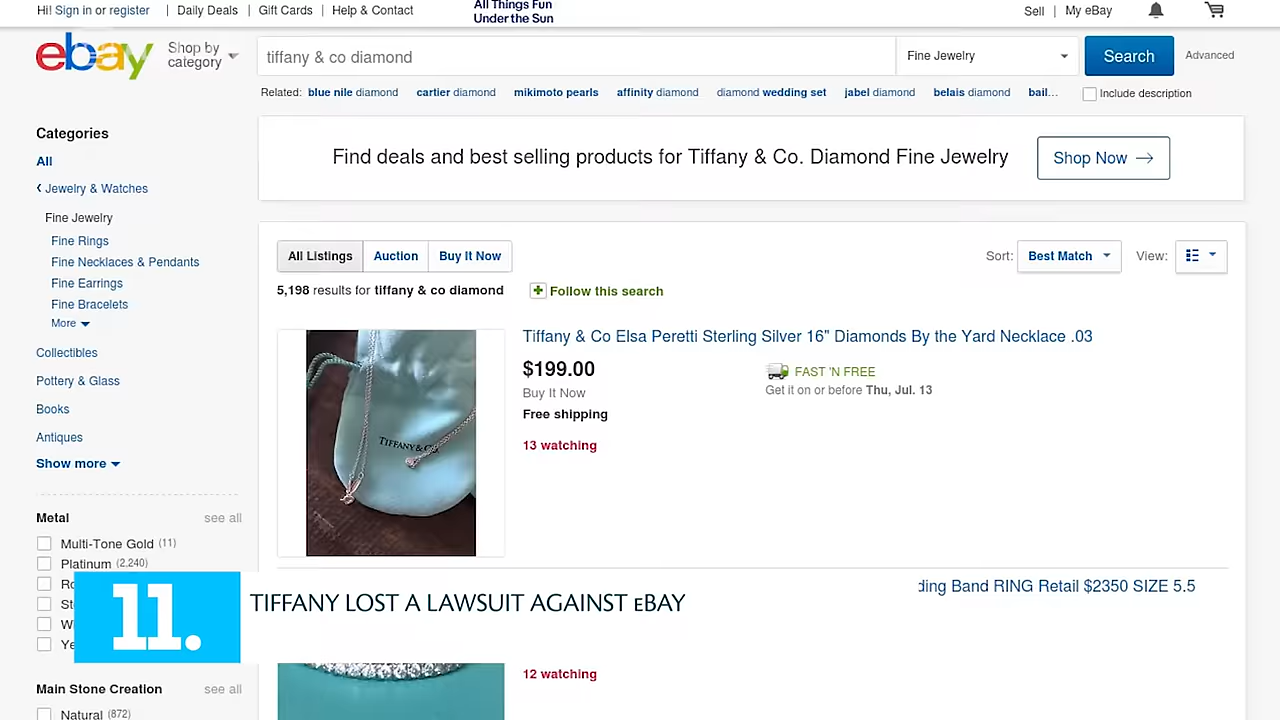 Hi! Sign in or register | Daily Deals | Gift Cards | Help & Contact
All Things Fun
Under the Sun
Sell | My eBay
ebay
Shop by
category
tiffany & co diamond
Fine Jewelry
Search
Advanced
Related: blue nile diamond cartier diamond mikimoto pearls affinity diamond diamond wedding set jabel diamond belais diamond bail...
Include description
Categories
All
Jewelry & Watches
Fine Jewelry
Fine Rings
Fine Necklaces & Pendants
Fine Earrings
Fine Bracelets
More
Collectibles
Pottery & Glass
Books
Antiques
Show more
Metal see all
Multi-Tone Gold (11)
Platinum (2,240)
Main Stone Creation see all
Natural (872)
Find deals and best selling products for Tiffany & Co. Diamond Fine Jewelry
Shop Now →
All Listings Auction Buy It Now
Sort: Best Match View:
5,198 results for tiffany & co diamond
Follow this search
TIFFANY & CO.
Tiffany & Co Elsa Peretti Sterling Silver 16" Diamonds By the Yard Necklace .03
$199.00
Buy It Now
Free shipping
13 watching
FAST 'N FREE
Get it on or before Thu, Jul. 13
ding Band RING Retail $2350 SIZE 5.5
11.
TIFFANY LOST A LAWSUIT AGAINST eBAY
12 watching